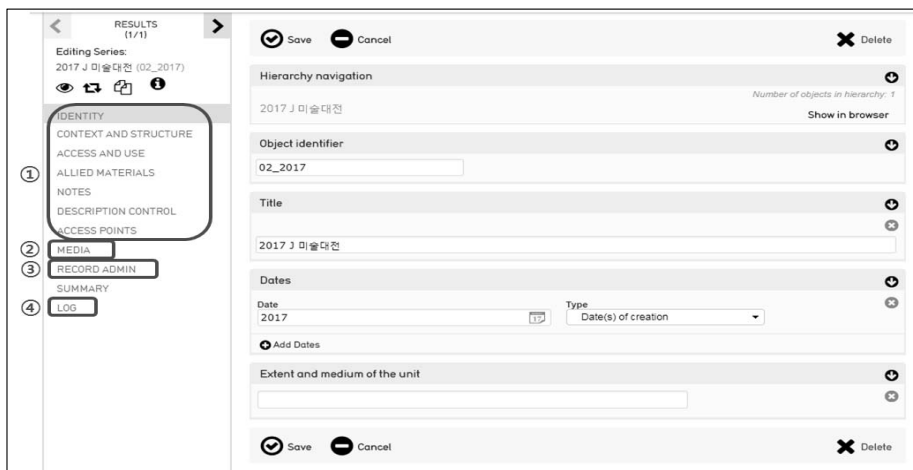 RESULTS
(1/1)
Editing Series:
2017 J 미술대전 (02_2017)
① IDENTITY
CONTEXT AND STRUCTURE
ACCESS AND USE
ALLIED MATERIALS
NOTES
DESCRIPTION CONTROL
ACCESS POINTS
② MEDIA
③ RECORD ADMIN
SUMMARY
④ LOG
Save Cancel Delete
Hierarchy navigation
Number of objects in hierarchy: 1
2017 J 미술대전
Show in browser
Object identifier
02_2017
Title
2017 J 미술대전
Dates
Date Type
2017 Date(s) of creation
Add Dates
Extent and medium of the unit
Save Cancel Delete